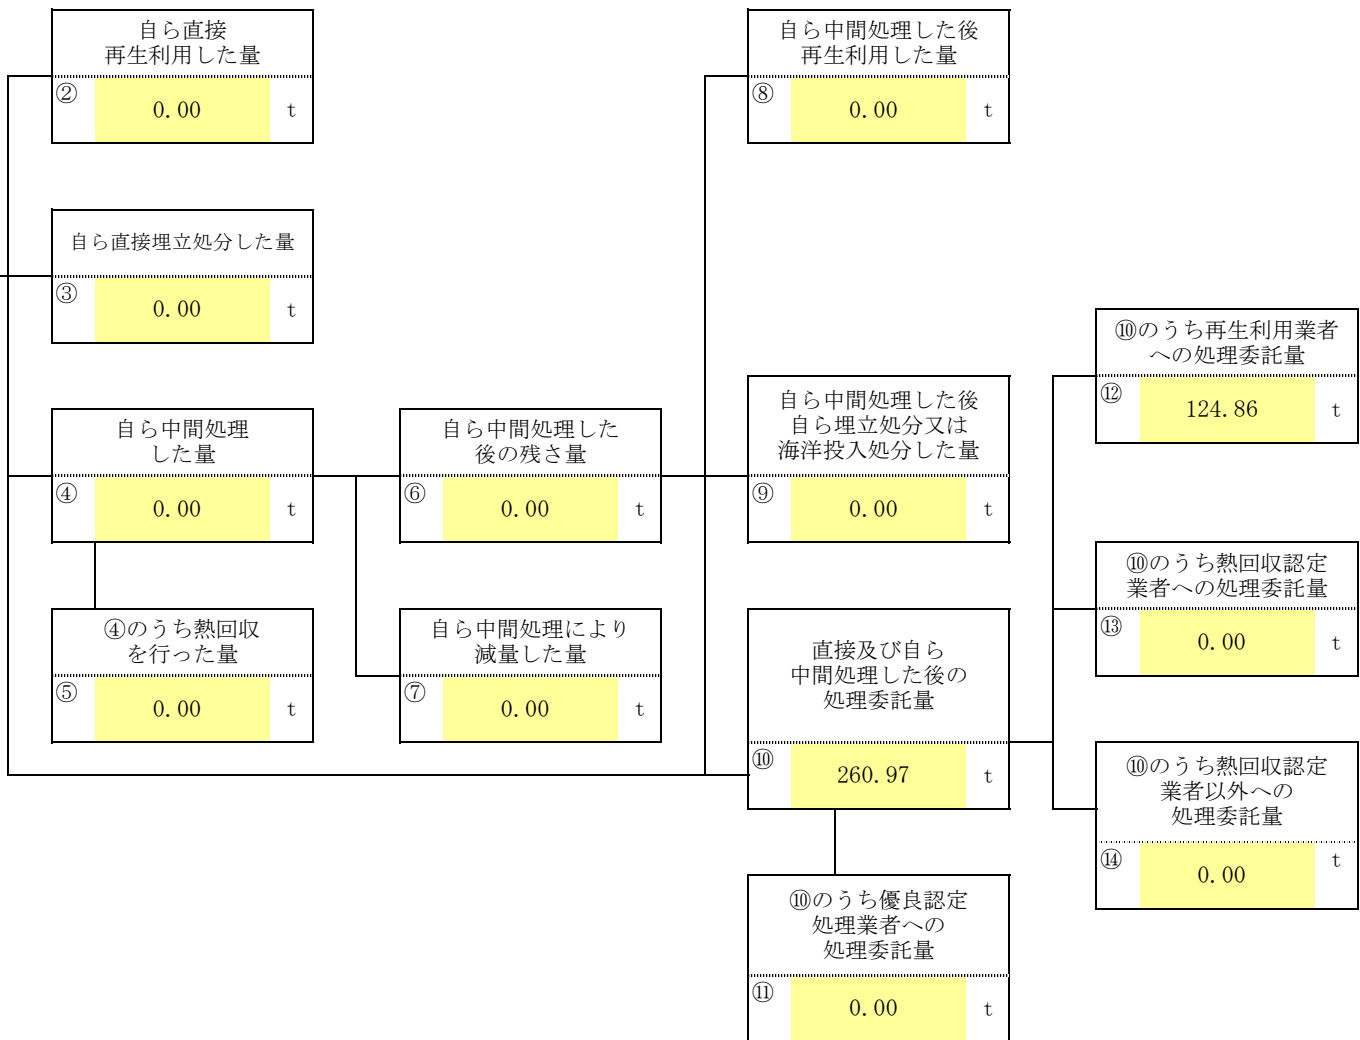 自ら直接
再生利用した量
②
0.00 t
自ら直接埋立処分した量
③
0.00 t
自ら中間処理
した量
④
0.00 t
④のうち熱回収
を行った量
⑤
0.00 t
自ら中間処理した
後の残さ量
⑥
0.00 t
自ら中間処理により
減量した量
⑦
0.00 t
自ら中間処理した後
再生利用した量
⑧
0.00 t
自ら中間処理した後
自ら埋立処分又は
海洋投入処分した量
⑨
0.00 t
直接及び自ら
中間処理した後の
処理委託量
⑩
260.97 t
⑩のうち優良認定
処理業者への
処理委託量
⑪
0.00 t
⑩のうち再生利用業者
への処理委託量
⑫
124.86 t
⑩のうち熱回収認定
業者への処理委託量
⑬
0.00 t
⑩のうち熱回収認定
業者以外への
処理委託量
⑭
0.00 t